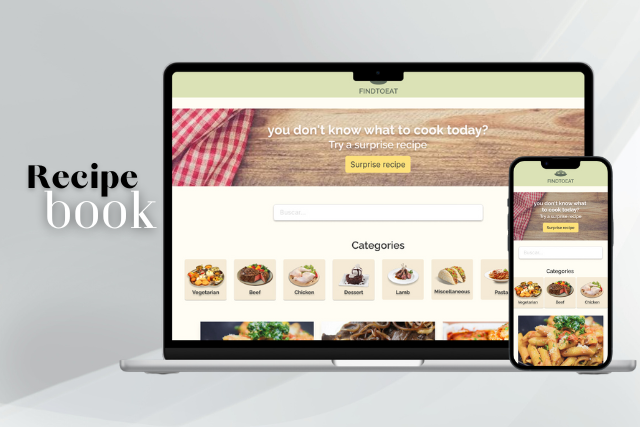 Recipe
book
FINDTOEAT
you don't know what to cook today?
Try a surprise recipe
Surprise recipe
Buscar...
Categories
Vegetarian
Beef
Chicken
Dessert
Lamb
Miscellaneous
Pasta
FINDTOEAT
you don't know what
to cook today?
Try a surprise recipe
Surprise recipe
Categories
Vegetarian
Beef
Chicken